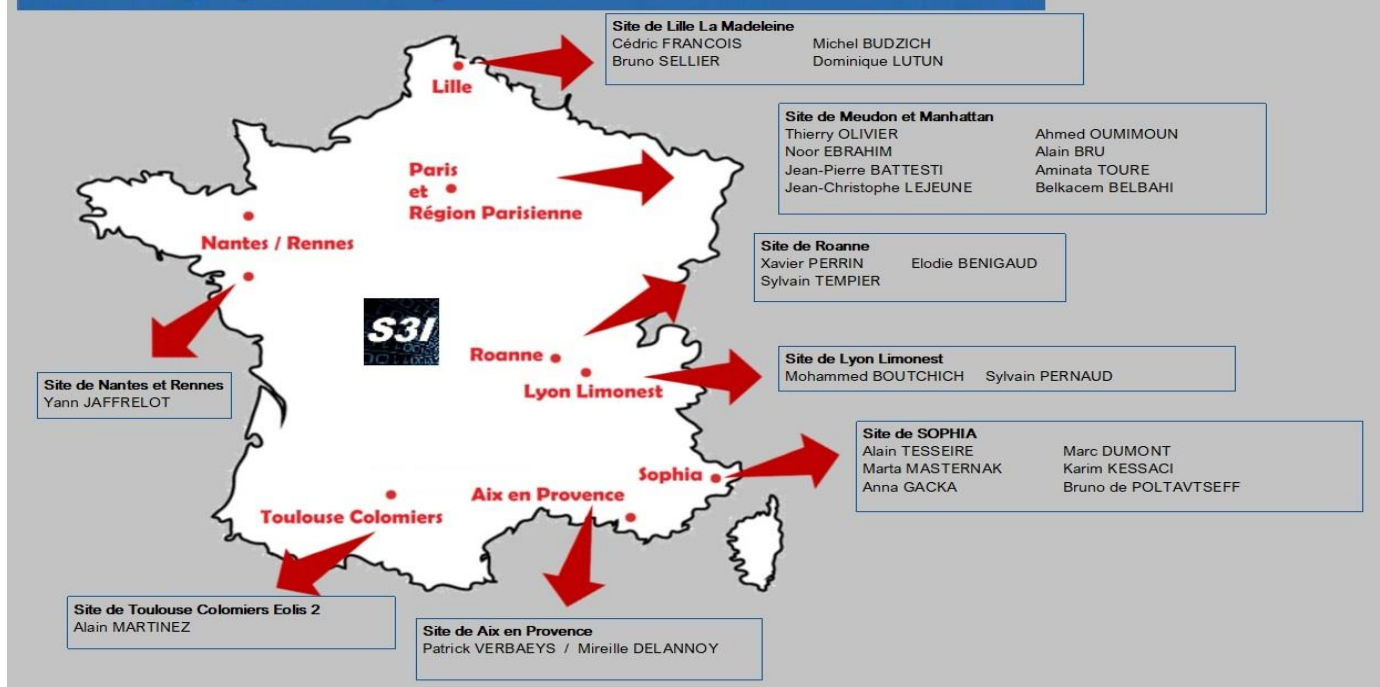 Site de Lille La Madeleine
Cédric FRANCOIS Michel BUDZICH
Bruno SELLIER Dominique LUTUN
Lille
Site de Meudon et Manhattan
Thierry OLIVIER Ahmed OUMIMOUN
Noor EBRAHIM Alain BRU
Jean-Pierre BATTESTI Aminata TOURE
Jean-Christophe LEJEUNE Belkacem BELBAHI
Paris
et
Région Parisienne
Nantes / Rennes
Site de Roanne
Xavier PERRIN Elodie BENIGAUD
Sylvain TEMPIER
S3I
Roanne
Lyon Limonest
Site de Lyon Limonest
Mohammed BOUTCHICH Sylvain PERNAUD
Site de Nantes et Rennes
Yann JAFFRELOT
Site de SOPHIA
Alain TESSEIRE Marc DUMONT
Marta MASTERNAK Karim KESSACI
Anna GACKA Bruno de POLTAVTSEFF
Sophia
Aix en Provence
Toulouse Colomiers
Site de Toulouse Colomiers Eolis 2
Alain MARTINEZ
Site de Aix en Provence
Patrick VERBAEYS / Mireille DELANNOY